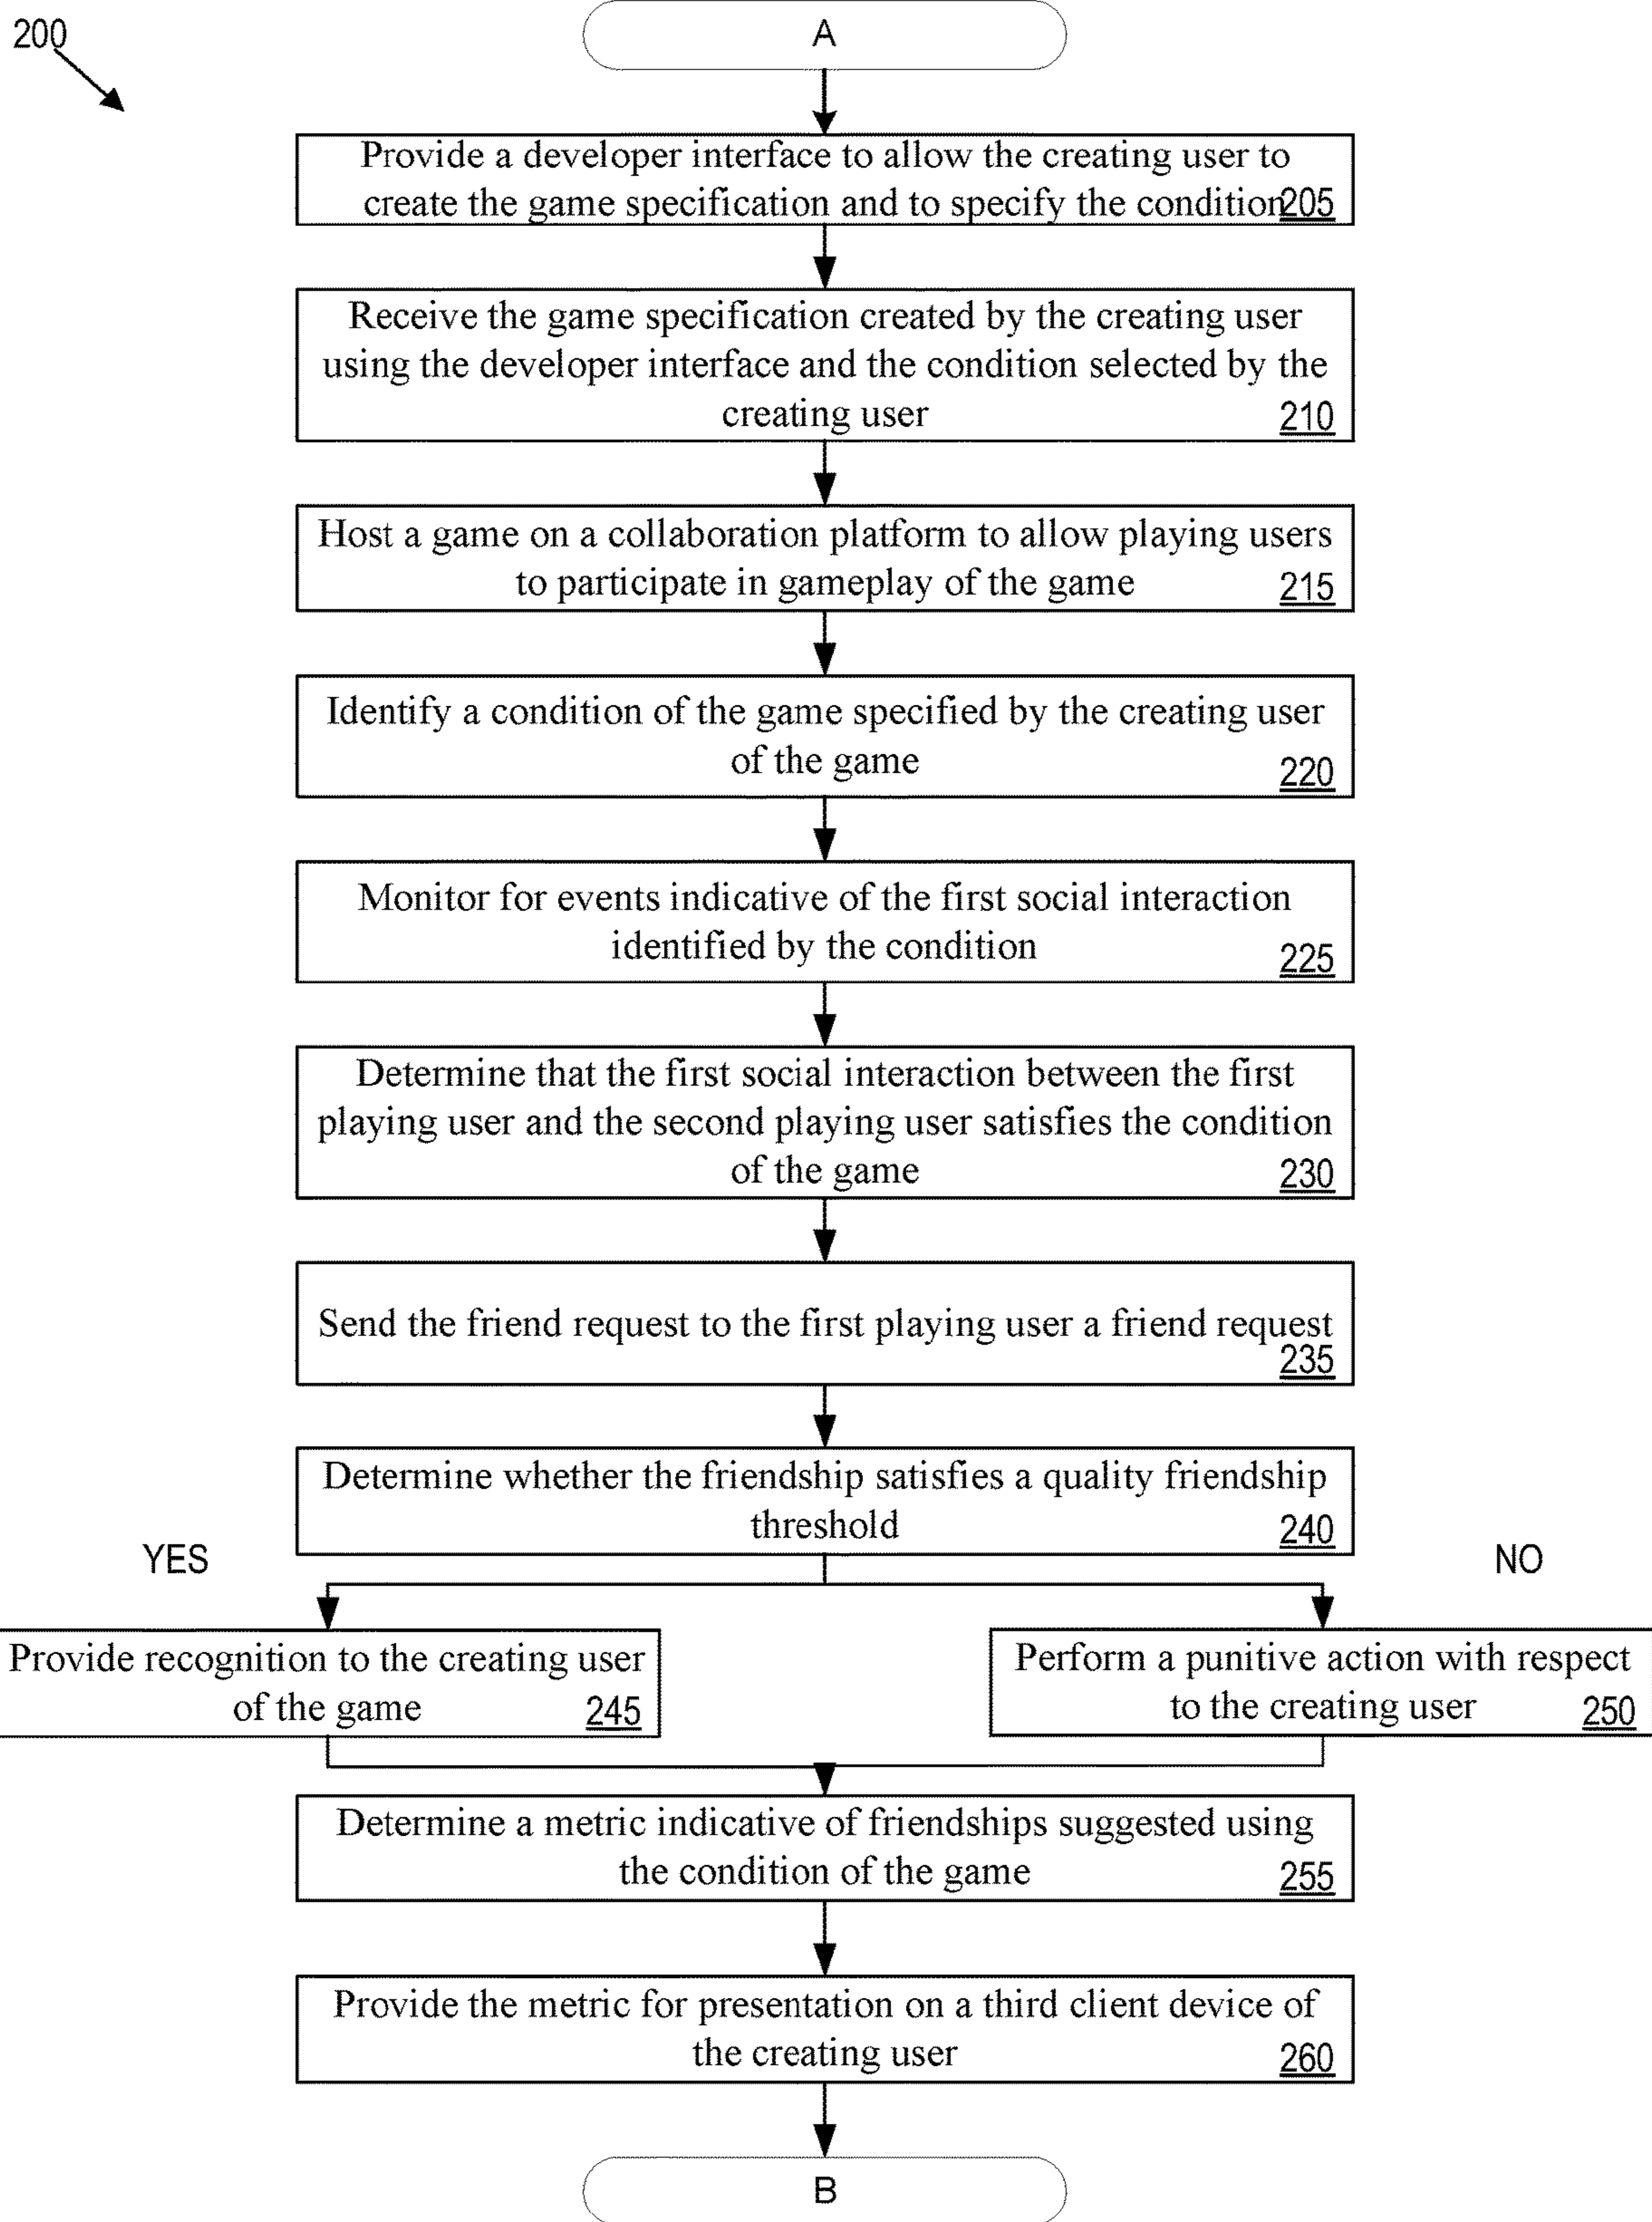 200
A
Provide a developer interface to allow the creating user to
create the game specification and to specify the condition 205
Receive the game specification created by the creating user
using the developer interface and the condition selected by the
creating user 210
Host a game on a collaboration platform to allow playing users
to participate in gameplay of the game 215
Identify a condition of the game specified by the creating user
of the game 220
Monitor for events indicative of the first social interaction
identified by the condition 225
Determine that the first social interaction between the first
playing user and the second playing user satisfies the condition
of the game 230
Send the friend request to the first playing user a friend request
235
Determine whether the friendship satisfies a quality friendship
threshold 240
YES
NO
Provide recognition to the creating user
of the game 245
Perform a punitive action with respect
to the creating user 250
Determine a metric indicative of friendships suggested using
the condition of the game 255
Provide the metric for presentation on a third client device of
the creating user 260
B